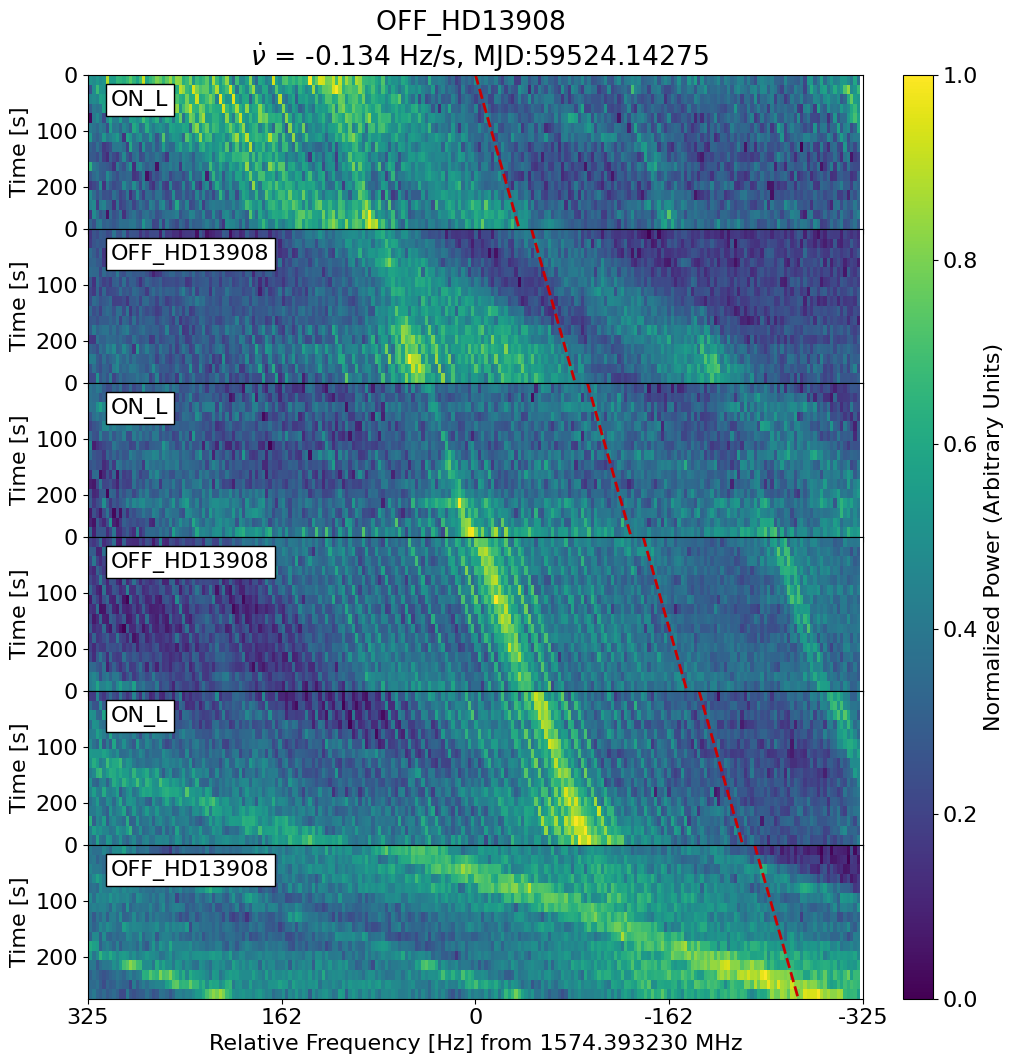 OFF_HD13908
ν̇ = -0.134 Hz/s, MJD:59524.14275
0
100
200
Time [s]
ON_L
0
100
200
Time [s]
OFF_HD13908
0
100
200
Time [s]
ON_L
0
100
200
Time [s]
OFF_HD13908
0
100
200
Time [s]
ON_L
0
100
200
Time [s]
OFF_HD13908
325 162 0 -162 -325
Relative Frequency [Hz] from 1574.393230 MHz
1.0
0.8
0.6
0.4
0.2
0.0
Normalized Power (Arbitrary Units)